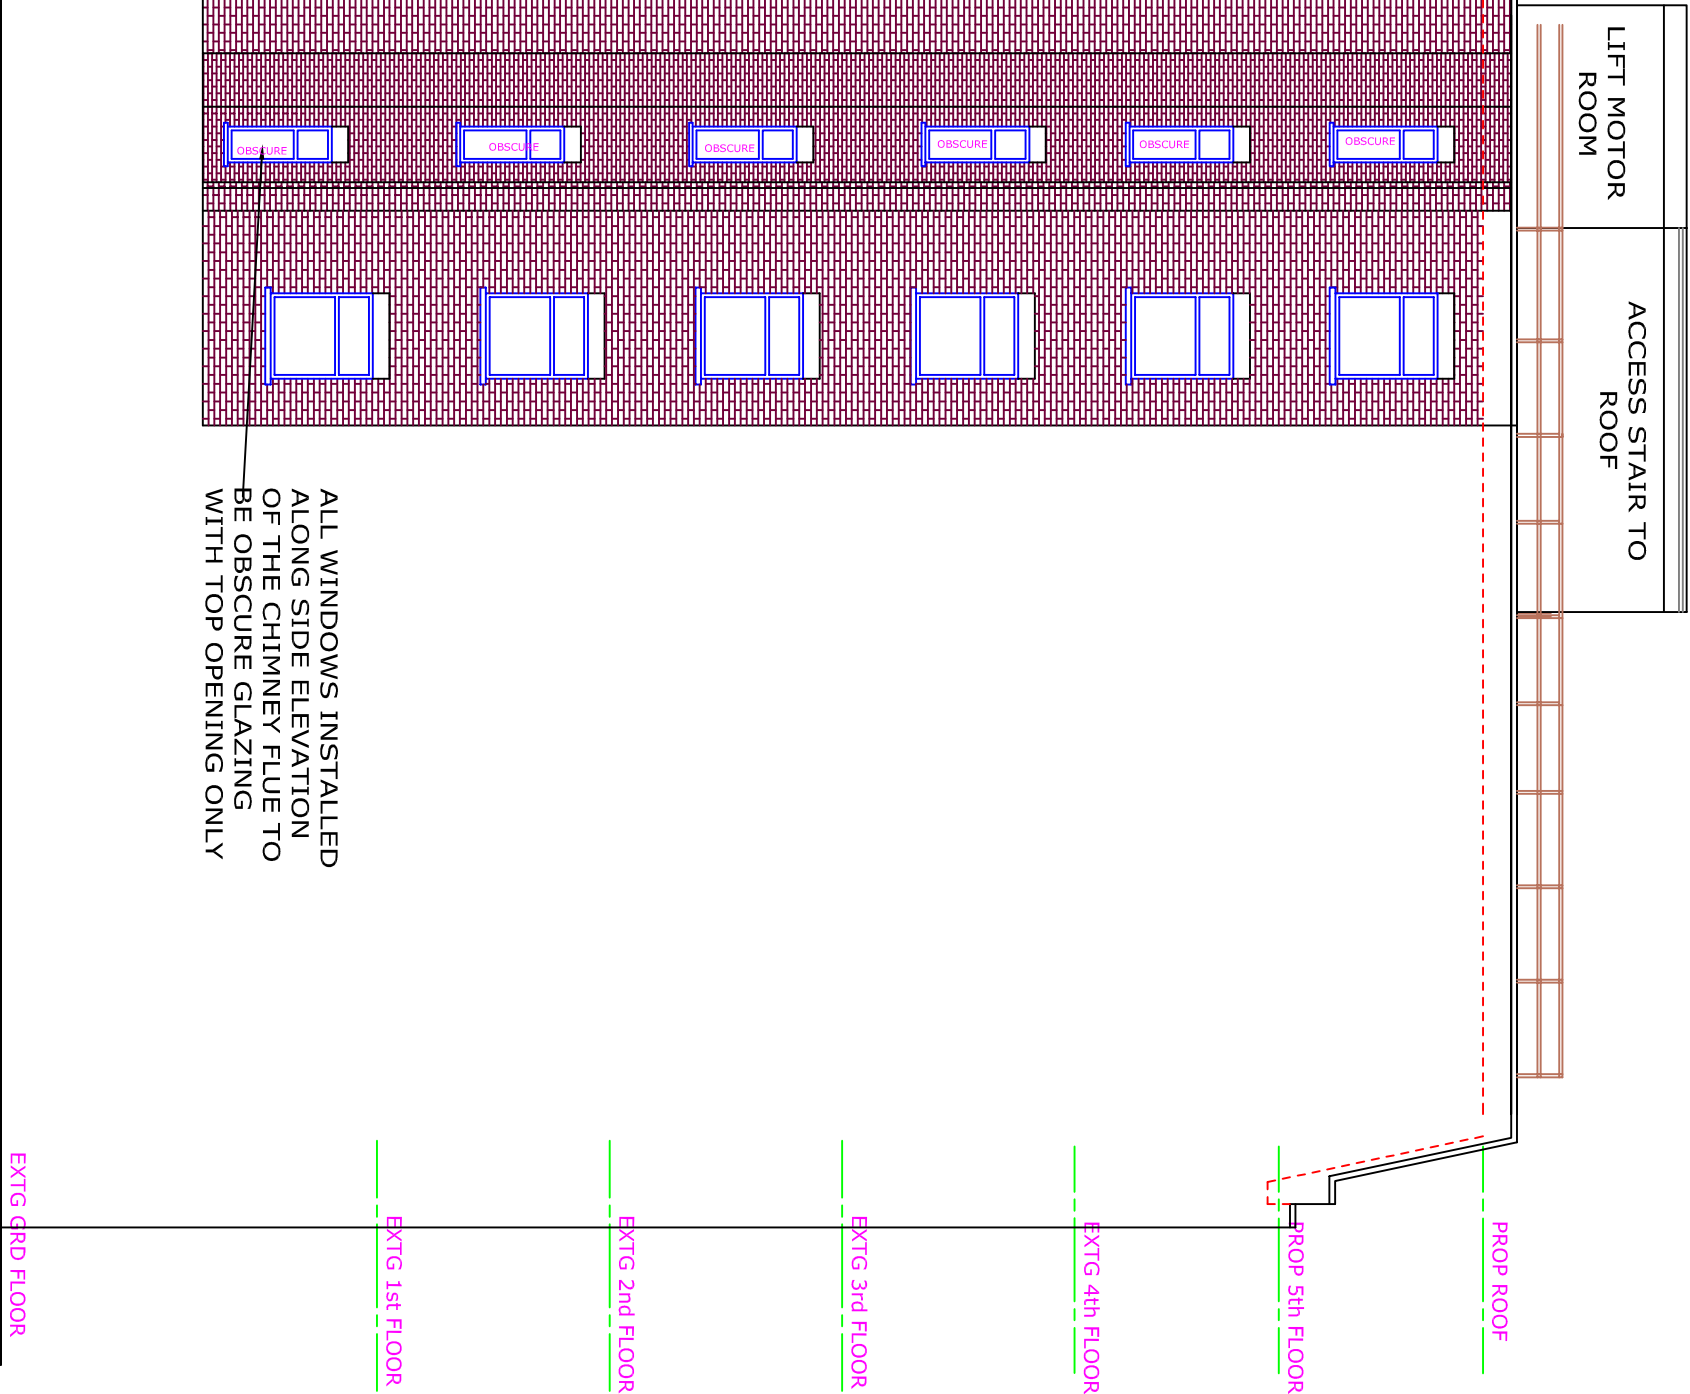 LIFT MOTOR
ROOM
ACCESS STAIR TO
ROOF
OBSCURE
OBSCURE
OBSCURE
OBSCURE
OBSCURE
OBSCURE
ALL WINDOWS INSTALLED
ALONG SIDE ELEVATION
OF THE CHIMNEY FLUE TO
BE OBSCURE GLAZING
WITH TOP OPENING ONLY
PROP ROOF
PROP 5th FLOOR
EXTG 4th FLOOR
EXTG 3rd FLOOR
EXTG 2nd FLOOR
EXTG 1st FLOOR
EXTG GRD FLOOR